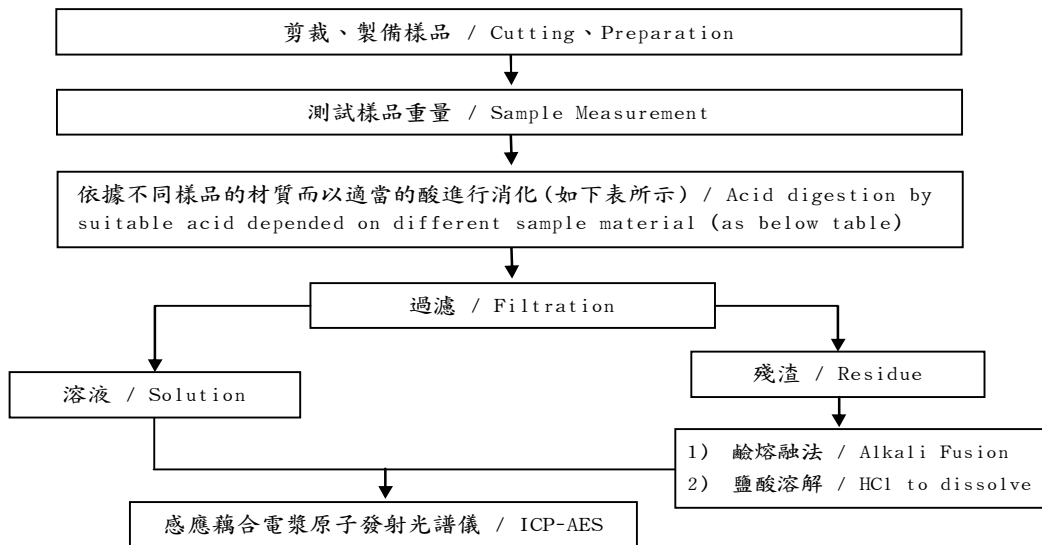 剪裁、製備樣品 / Cutting、Preparation
測試樣品重量 / Sample Measurement
依據不同樣品的材質而以適當的酸進行消化(如下表所示) / Acid digestion by
suitable acid depended on different sample material (as below table)
過濾 / Filtration
溶液 / Solution
殘渣 / Residue
1) 鹼熔融法 / Alkali Fusion
2) 鹽酸溶解 / HCl to dissolve
感應藕合電漿原子發射光譜儀 / ICP-AES